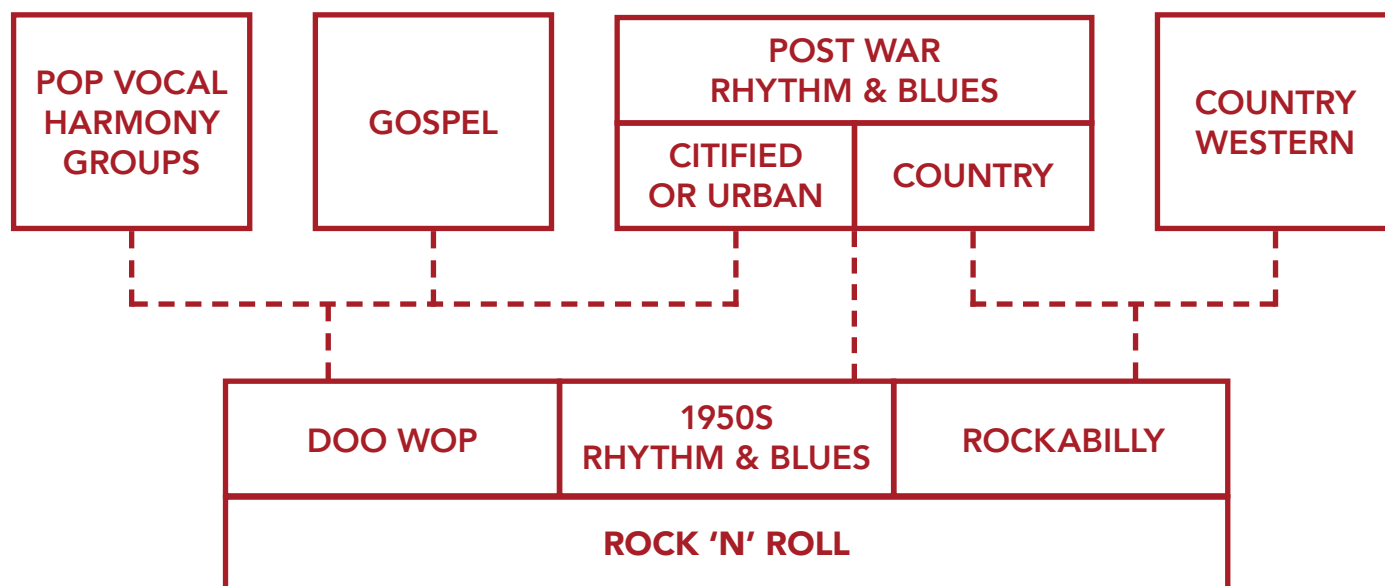 POP VOCAL
HARMONY
GROUPS
GOSPEL
POST WAR
RHYTHM & BLUES
CITIFIED
OR URBAN
COUNTRY
COUNTRY
WESTERN
DOO WOP
1950S
RHYTHM & BLUES
ROCKABILLY
ROCK ‘N’ ROLL